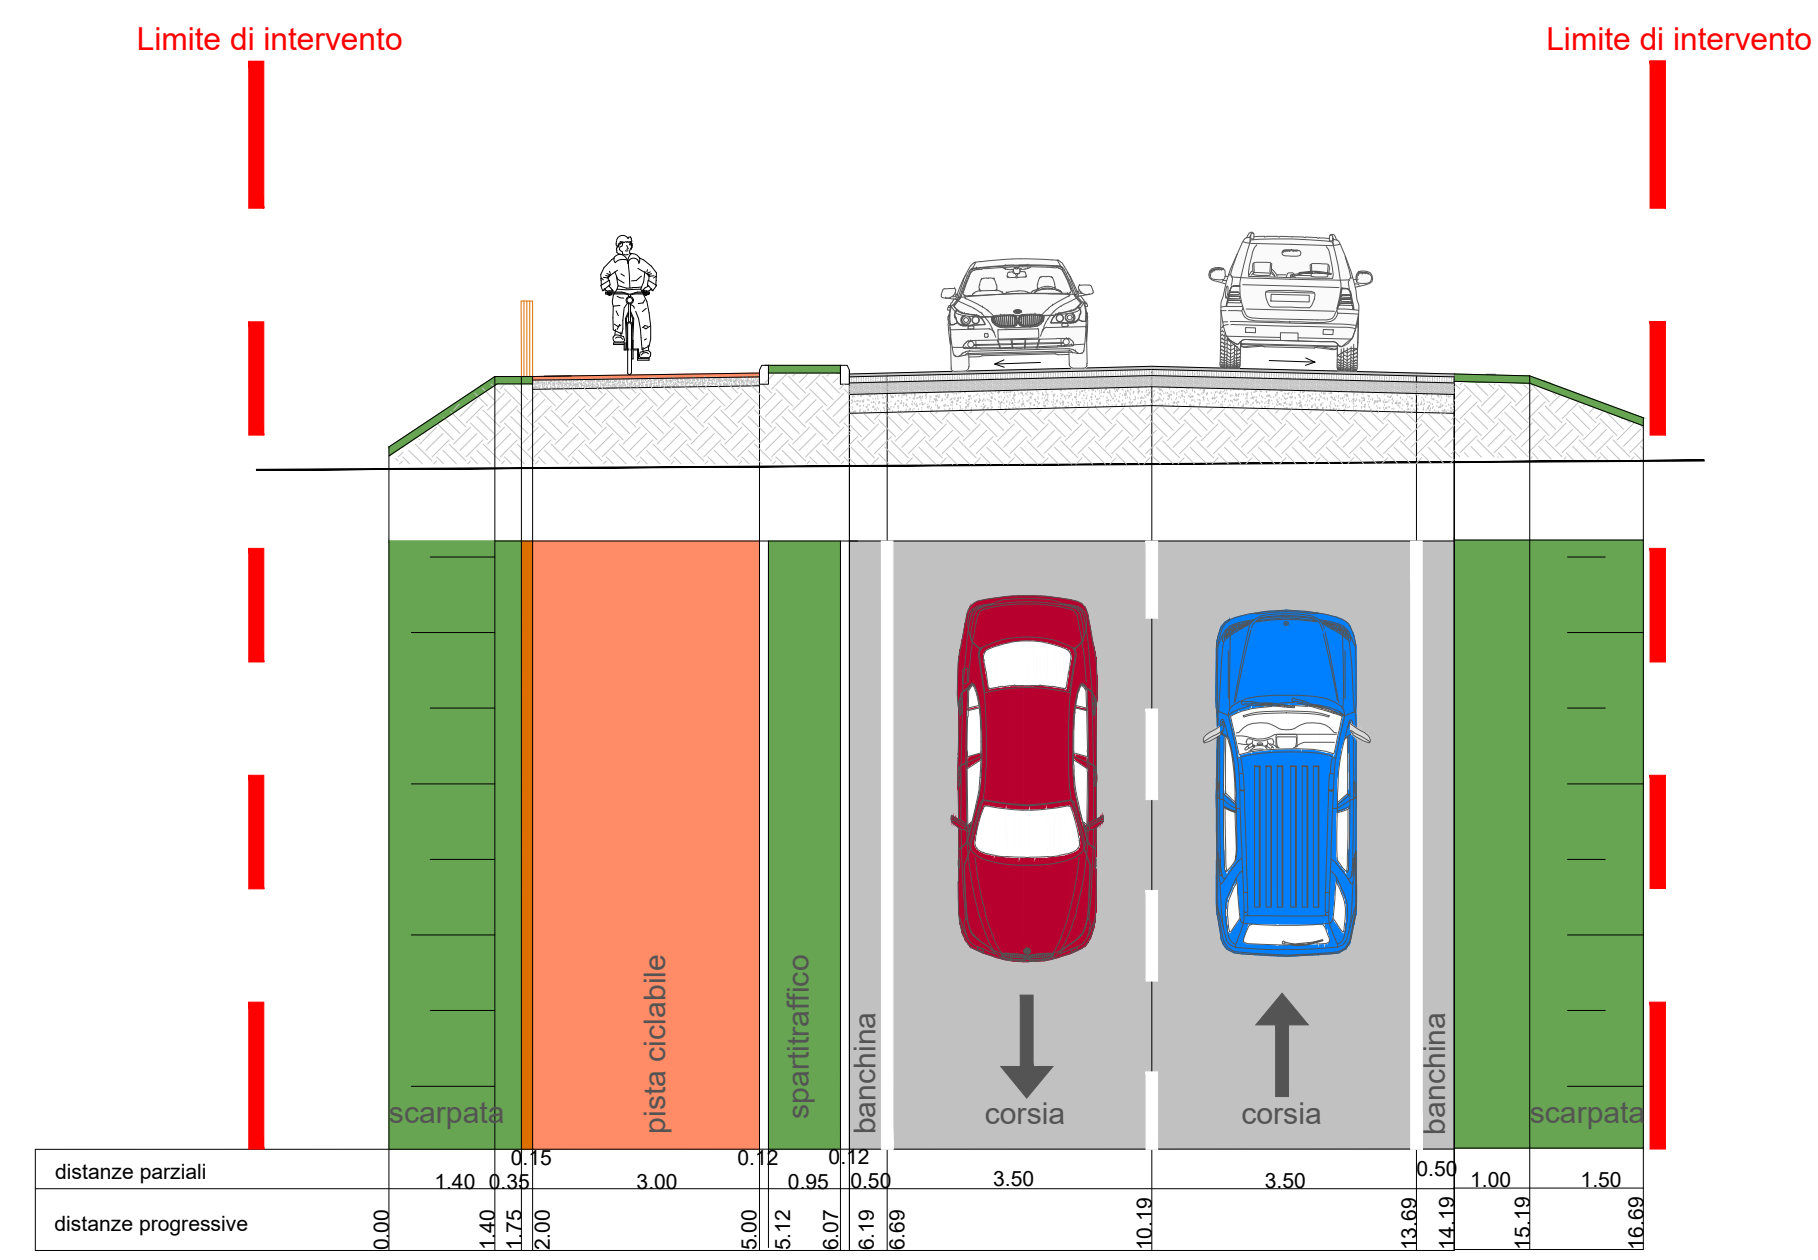 Limite di intervento
Limite di intervento
pista ciclabile
spartitraffico
banchina
banchina
scarpata
corsia
corsia
scarpata
distanze parziali
1.40 0.35 0.15 3.00 0.12 0.95 0.12 0.50 3.50 3.50 0.50 1.00 1.50
distanze progressive
0.00 1.40 1.75 2.00 5.00 5.12 6.07 6.19 6.69 10.19 13.69 14.19 15.19 16.69